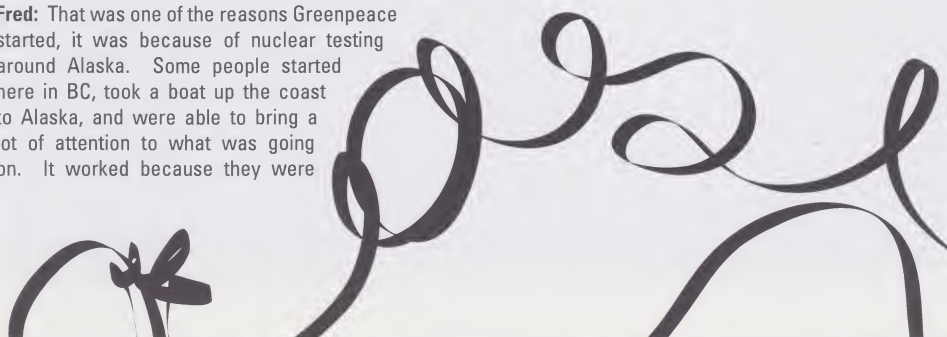 Fred: That was one of the reasons Greenpeace
started, it was because of nuclear testing
around Alaska. Some people started
here in BC, took a boat up the coast
to Alaska, and were able to bring a
lot of attention to what was going
on. It worked because they were